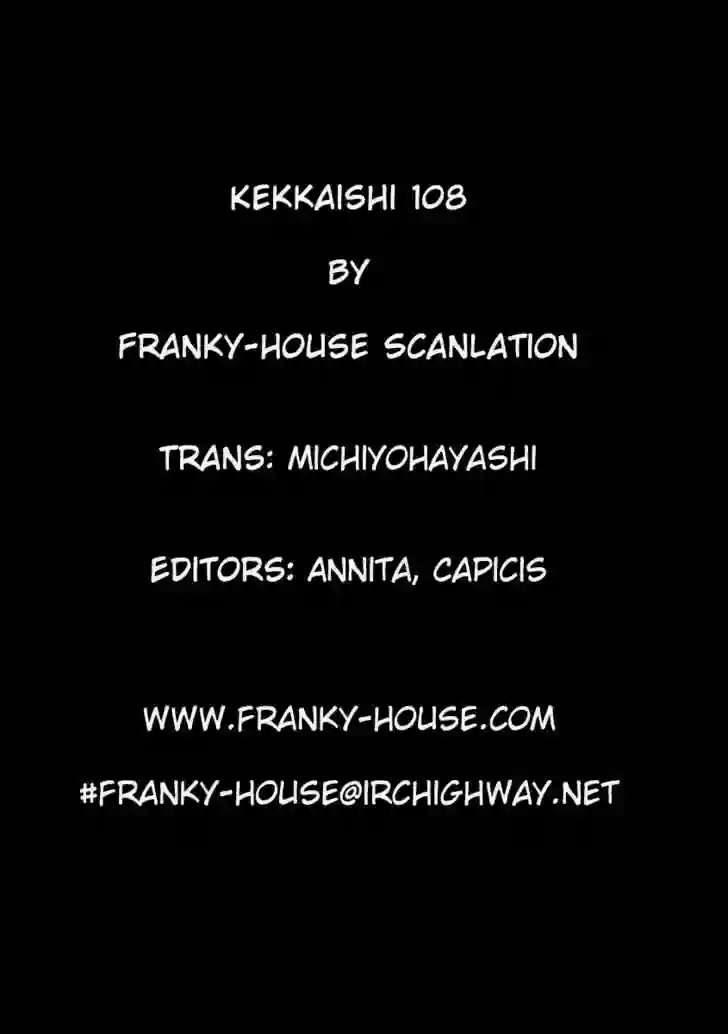 KEKKAISHI 108
BY
FRANKY-HOUSE SCANLATION
TRANS: MICHIYOHAYASHI
EDITORS: ANNITA, CAPICIS
WWW.FRANKY-HOUSE.COM
#FRANKY-HOUSE@IRCHIGHWAY.NET